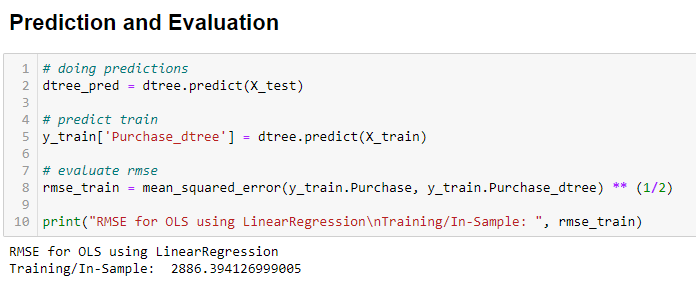 Prediction and Evaluation
1 # doing predictions
2 dtree_pred = dtree.predict(X_test)
3
4 # predict train
5 y_train['Purchase_dtree'] = dtree.predict(X_train)
6
7 # evaluate rmse
8 rmse_train = mean_squared_error(y_train.Purchase, y_train.Purchase_dtree) ** (1/2)
9
10 print("RMSE for OLS using LinearRegression\nTraining/In-Sample: ", rmse_train)
RMSE for OLS using LinearRegression
Training/In-Sample:  2886.394126999005